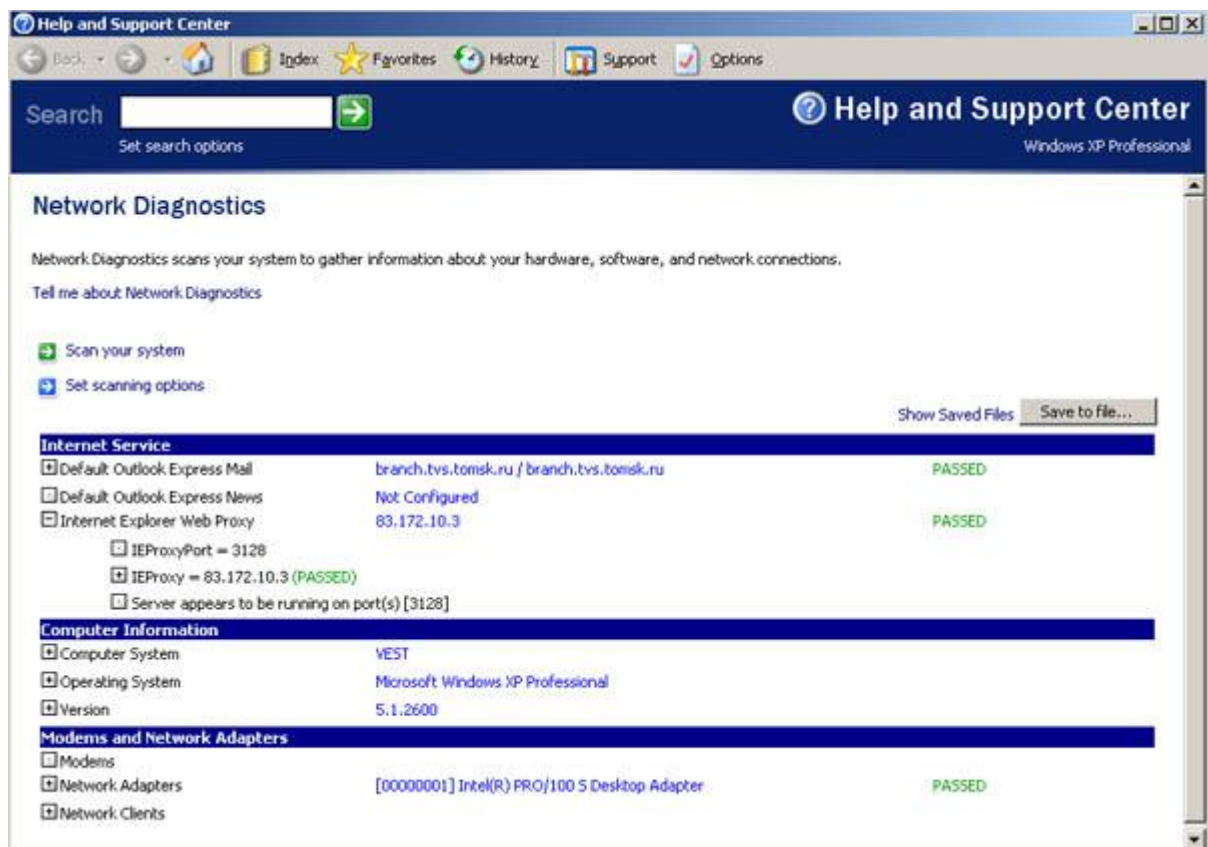 Help and Support Center
Back Index Favorites History Support Options
Search
Help and Support Center
Set search options
Windows XP Professional
Network Diagnostics
Network Diagnostics scans your system to gather information about your hardware, software, and network connections.
Tell me about Network Diagnostics
Scan your system
Set scanning options
Show Saved Files Save to file...
Internet Service
Default Outlook Express Mail branch.tvs.tomsk.ru / branch.tvs.tomsk.ru PASSED
Default Outlook Express News Not Configured
Internet Explorer Web Proxy 83.172.10.3 PASSED
IEProxyPort = 3128
IEProxy = 83.172.10.3 (PASSED)
Server appears to be running on port(s) [3128]
Computer Information
Computer System VEST
Operating System Microsoft Windows XP Professional
Version 5.1.2600
Modems and Network Adapters
Modems
Network Adapters [00000001] Intel(R) PRO/100 S Desktop Adapter PASSED
Network Clients